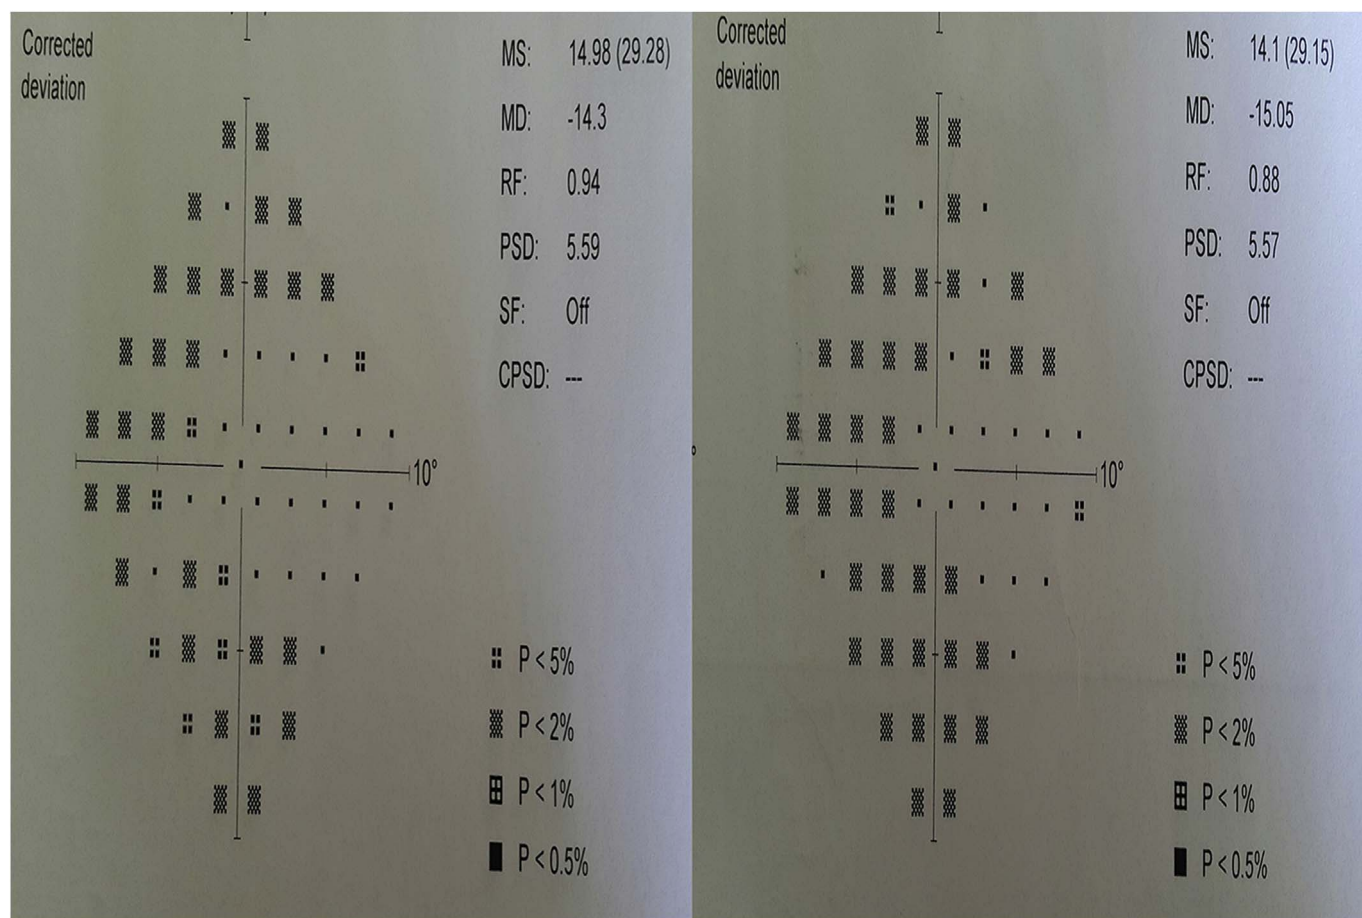 Corrected
deviation
MS: 14.98 (29.28)
MD: -14.3
RF: 0.94
PSD: 5.59
SF: Off
CPSD: ---
10°
P < 5%
P < 2%
P < 1%
P < 0.5%
Corrected
deviation
MS: 14.1 (29.15)
MD: -15.05
RF: 0.88
PSD: 5.57
SF: Off
CPSD: ---
10°
P < 5%
P < 2%
P < 1%
P < 0.5%